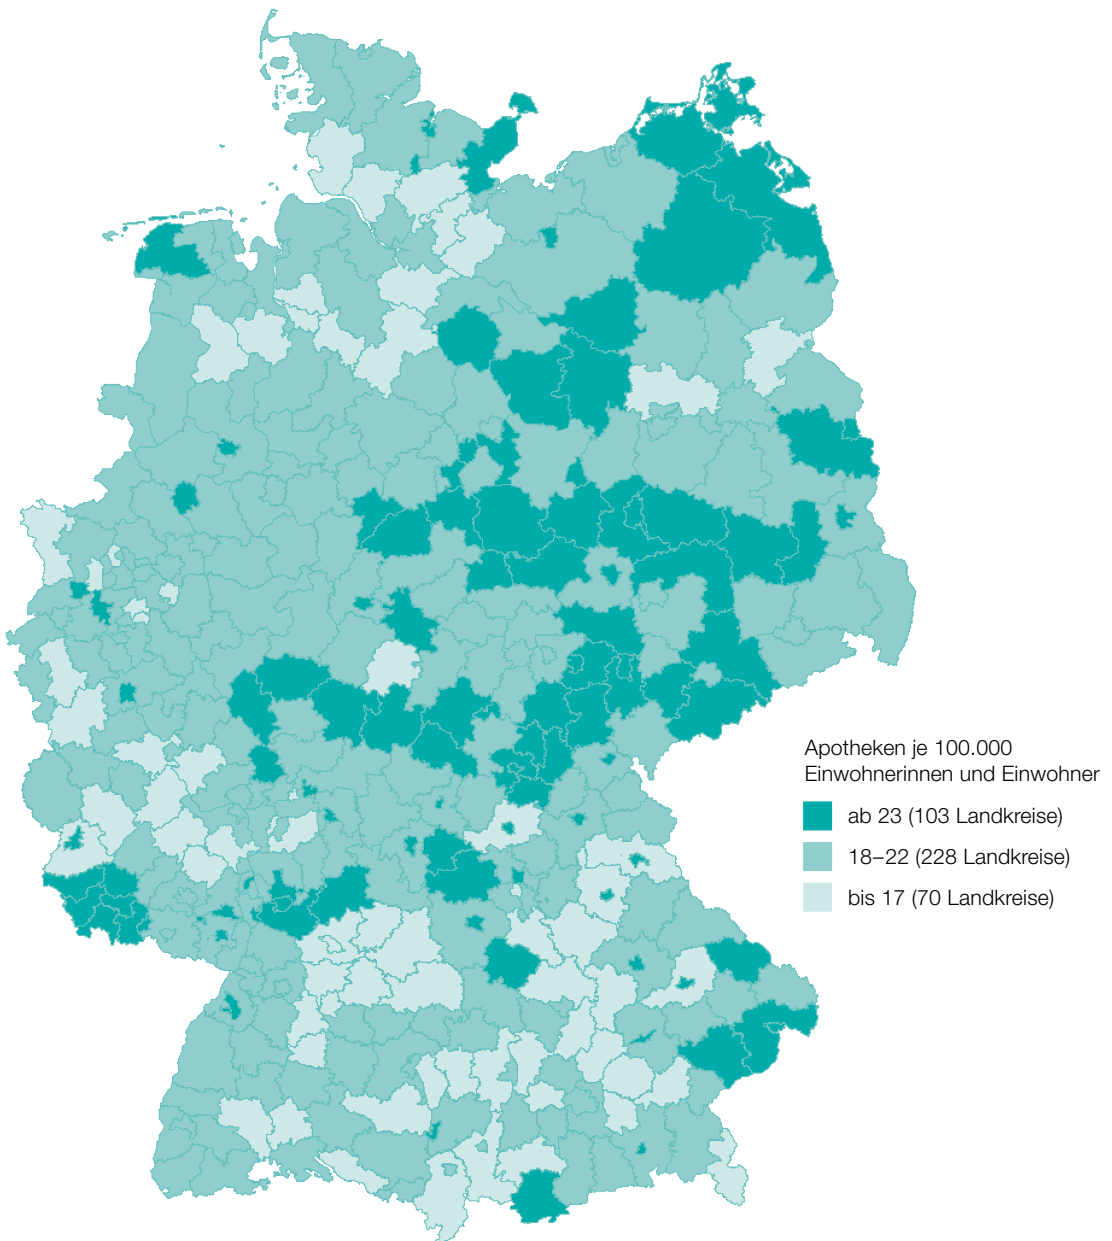 Apotheken je 100.000
Einwohnerinnen und Einwohner
ab 23 (103 Landkreise)
18–22 (228 Landkreise)
bis 17 (70 Landkreise)